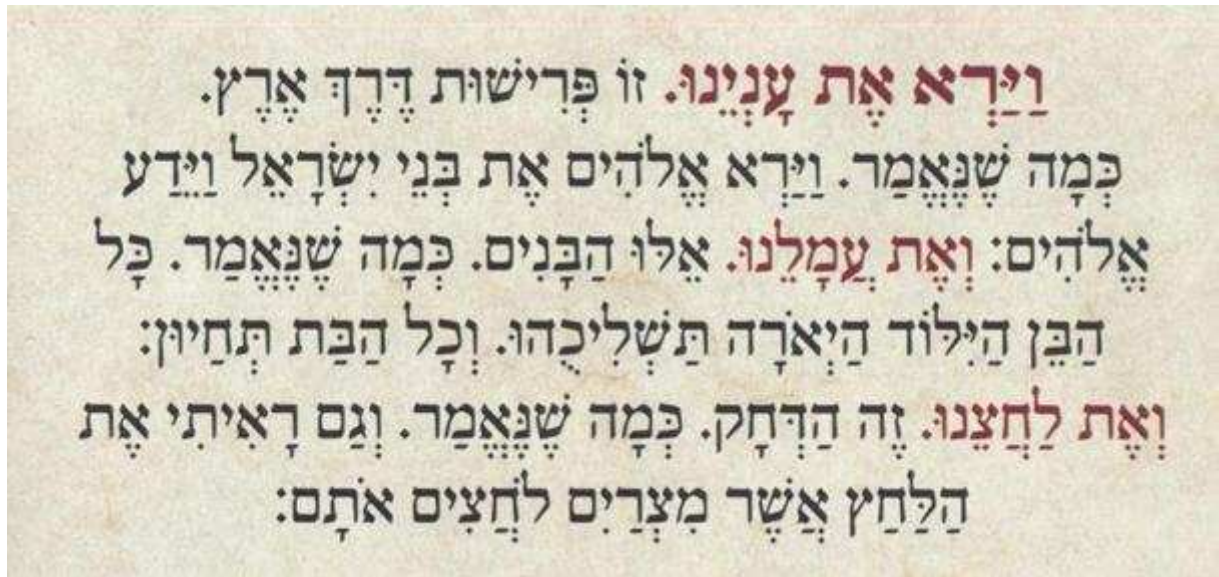 וַיַּרְא אֶת עָנְיֵנוּ. זוֹ פְּרִישׁוּת דֶּרֶךְ אֶרֶץ.
כְּמָה שֶׁנֶּאֱמַר. וַיַּרְא אֱלֹהִים אֶת בְּנֵי יִשְׂרָאֵל וַיֵּדַע
אֱלֹהִים: וְאֶת עֲמָלֵנוּ. אֵלּוּ הַבָּנִים. כְּמָה שֶׁנֶּאֱמַר. כָּל
הַבֵּן הַיִּלּוֹד הַיְאֹרָה תַּשְׁלִיכֻהוּ. וְכָל הַבַּת תְּחַיּוּן:
וְאֶת לַחֲצֵנוּ. זֶה הַדְּחָק. כְּמָה שֶׁנֶּאֱמַר. וְגַם רָאִיתִי אֶת
הַלַּחַץ אֲשֶׁר מִצְרַיִם לֹחֲצִים אֹתָם: